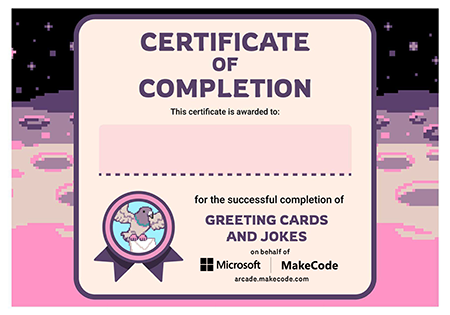 CERTIFICATE
OF
COMPLETION
This certificate is awarded to:
for the successful completion of
GREETING CARDS
AND JOKES
on behalf of
Microsoft | MakeCode
arcade.makecode.com